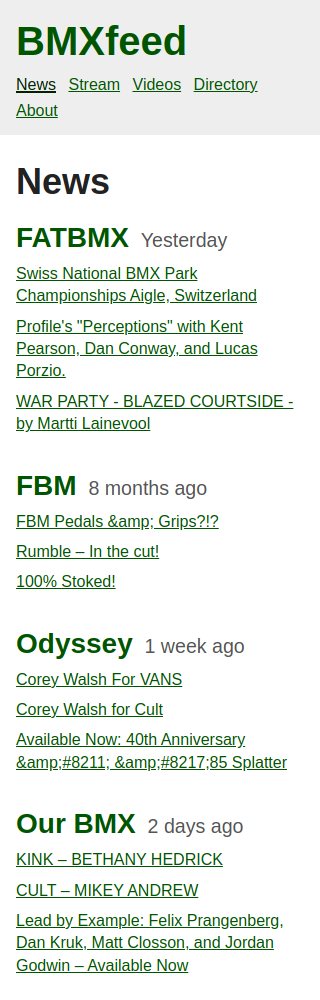 BMXfeed
News Stream Videos Directory
About
News
FATBMX Yesterday
Swiss National BMX Park
Championships Aigle, Switzerland
Profile's "Perceptions" with Kent
Pearson, Dan Conway, and Lucas
Porzio.
WAR PARTY - BLAZED COURTSIDE -
by Martti Lainevool
FBM 8 months ago
FBM Pedals &amp; Grips?!?
Rumble – In the cut!
100% Stoked!
Odyssey 1 week ago
Corey Walsh For VANS
Corey Walsh for Cult
Available Now: 40th Anniversary
&amp;#8211; &amp;#8217;85 Splatter
Our BMX 2 days ago
KINK – BETHANY HEDRICK
CULT – MIKEY ANDREW
Lead by Example: Felix Prangenberg,
Dan Kruk, Matt Closson, and Jordan
Godwin – Available Now